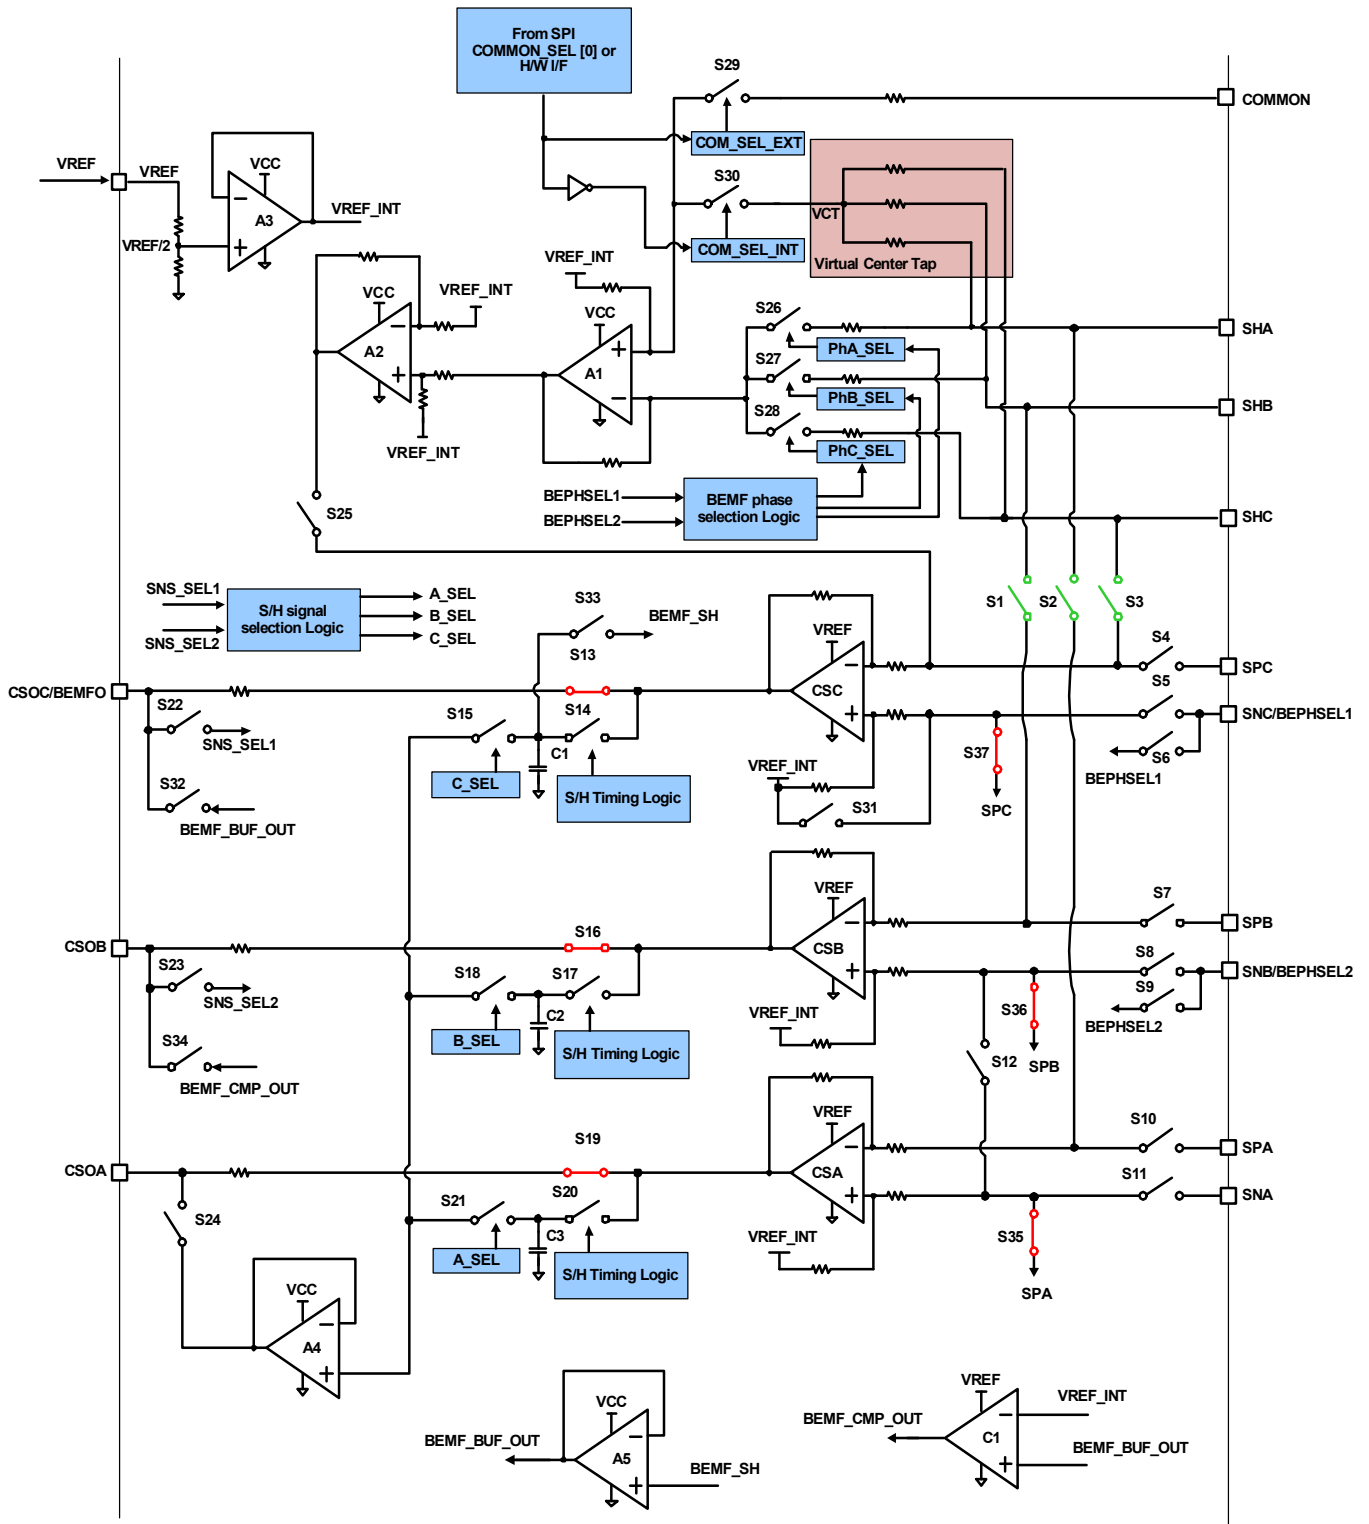 From SPI
COMMON_SEL [0] or
H/W I/F
S29
COMMON
COM_SEL_EXT
VREF
VREF
VCC
A3
VREF_INT
VREF/2
S30
VCT
COM_SEL_INT
Virtual Center Tap
VREF_INT
VCC
VREF_INT
A2
VCC
A1
VREF_INT
S26
PhA_SEL
SHA
S27
PhB_SEL
SHB
S28
PhC_SEL
BEPHSEL1
BEPHSEL2
BEMF phase
selection Logic
SHC
S25
SNS_SEL1
SNS_SEL2
S/H signal
selection Logic
A_SEL
B_SEL
C_SEL
S33
BEMF_SH
S13
S1
S2
S3
VREF
CSC
S4
SPC
S5
SNC/BEPHSEL1
S6
BEPHSEL1
CSOC/BEMFO
S22
SNS_SEL1
S32
BEMF_BUF_OUT
S15
S14
C1
C_SEL
S/H Timing Logic
VREF_INT
S31
S37
SPC
VREF
CSB
S7
SPB
S8
SNB/BEPHSEL2
S9
BEPHSEL2
CSOB
S23
SNS_SEL2
S34
BEMF_CMP_OUT
S16
S18
S17
C2
B_SEL
S/H Timing Logic
VREF_INT
S36
SPB
S12
VREF
CSA
S10
SPA
S11
SNA
CSOA
S24
S19
S21
S20
C3
A_SEL
S/H Timing Logic
VREF_INT
S35
SPA
VCC
A4
VCC
A5
BEMF_BUF_OUT
BEMF_SH
VREF
C1
VREF_INT
BEMF_CMP_OUT
BEMF_BUF_OUT